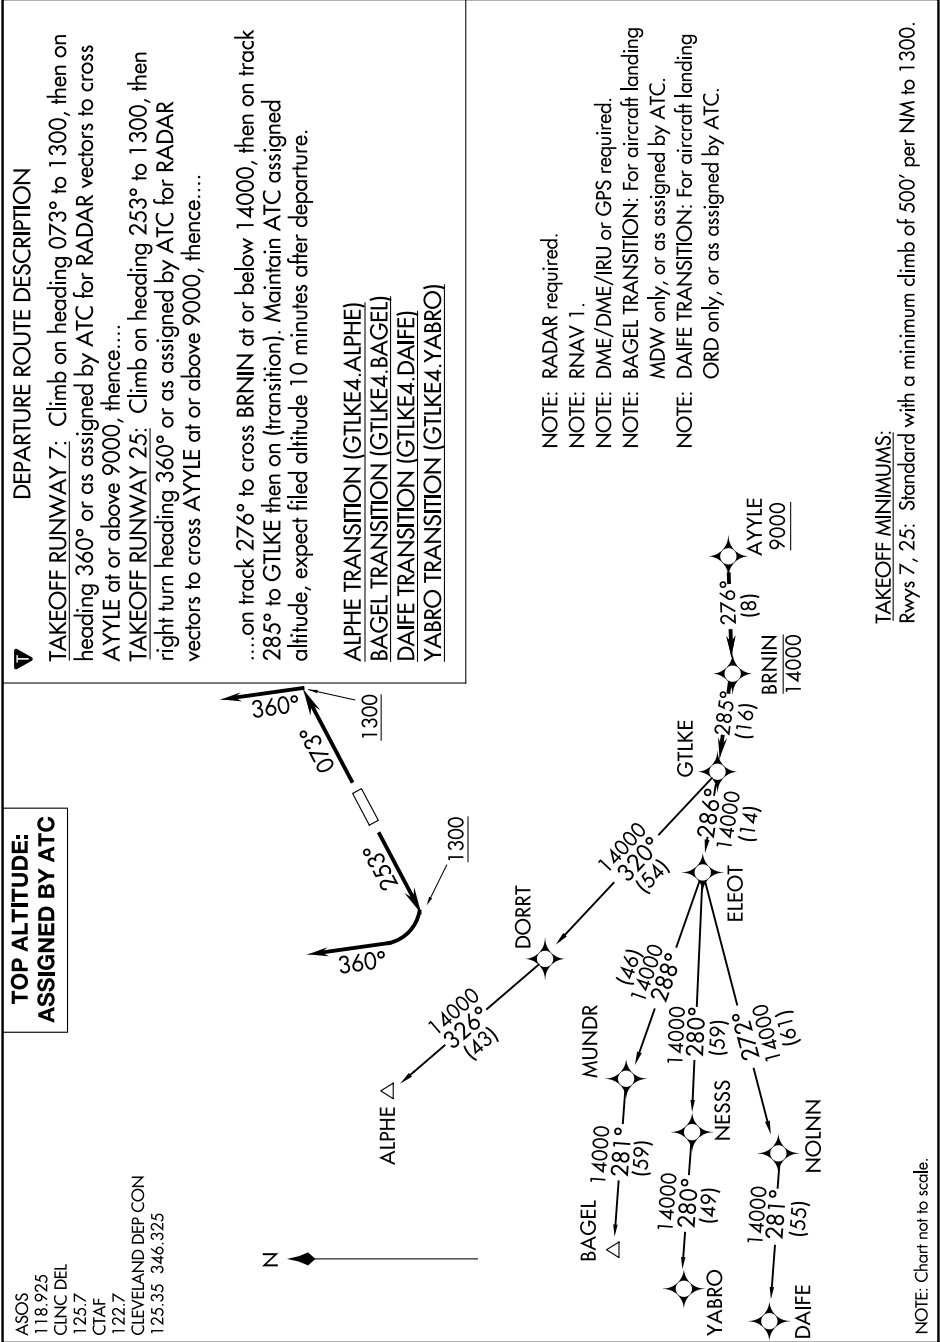 ASOS
118.925
CLNC DEL
125.7
CTAF
122.7
CLEVELAND DEP CON
125.35 346.325
TOP ALTITUDE:
ASSIGNED BY ATC
T
DEPARTURE ROUTE DESCRIPTION
TAKEOFF RUNWAY 7: Climb on heading 073° to 1300, then on
heading 360° or as assigned by ATC for RADAR vectors to cross
AYYLE at or above 9000, thence....
TAKEOFF RUNWAY 25: Climb on heading 253° to 1300, then
right turn heading 360° or as assigned by ATC for RADAR
vectors to cross AYYLE at or above 9000, thence....
....on track 276° to cross BRNIN at or below 14000, then on track
285° to GTLKE then on (transition). Maintain ATC assigned
altitude, expect filed altitude 10 minutes after departure.
ALPHE TRANSITION (GTLKE4.ALPHE)
BAGEL TRANSITION (GTLKE4.BAGEL)
DAIFE TRANSITION (GTLKE4.DAIFE)
YABRO TRANSITION (GTLKE4.YABRO)
360°
073°
1300
253°
1300
360°
N
NOTE: RADAR required.
NOTE: RNAV 1.
NOTE: DME/DME/IRU or GPS required.
NOTE: BAGEL TRANSITION: For aircraft landing
MDW only, or as assigned by ATC.
NOTE: DAIFE TRANSITION: For aircraft landing
ORD only, or as assigned by ATC.
ALPHE
14000
326°
(43)
DORRT
14000
320°
(54)
GTLKE
285°
(16)
BRNIN
14000
276°
(8)
AYYLE
9000
286°
14000
(14)
ELEOT
(46)
14000
288°
MUNDR
14000
281°
(59)
BAGEL
14000
280°
(59)
NESSS
14000
280°
(49)
YABRO
272°
14000
(61)
NOLNN
14000
281°
(55)
DAIFE
TAKEOFF MINIMUMS:
Rwys 7, 25: Standard with a minimum climb of 500' per NM to 1300.
NOTE: Chart not to scale.